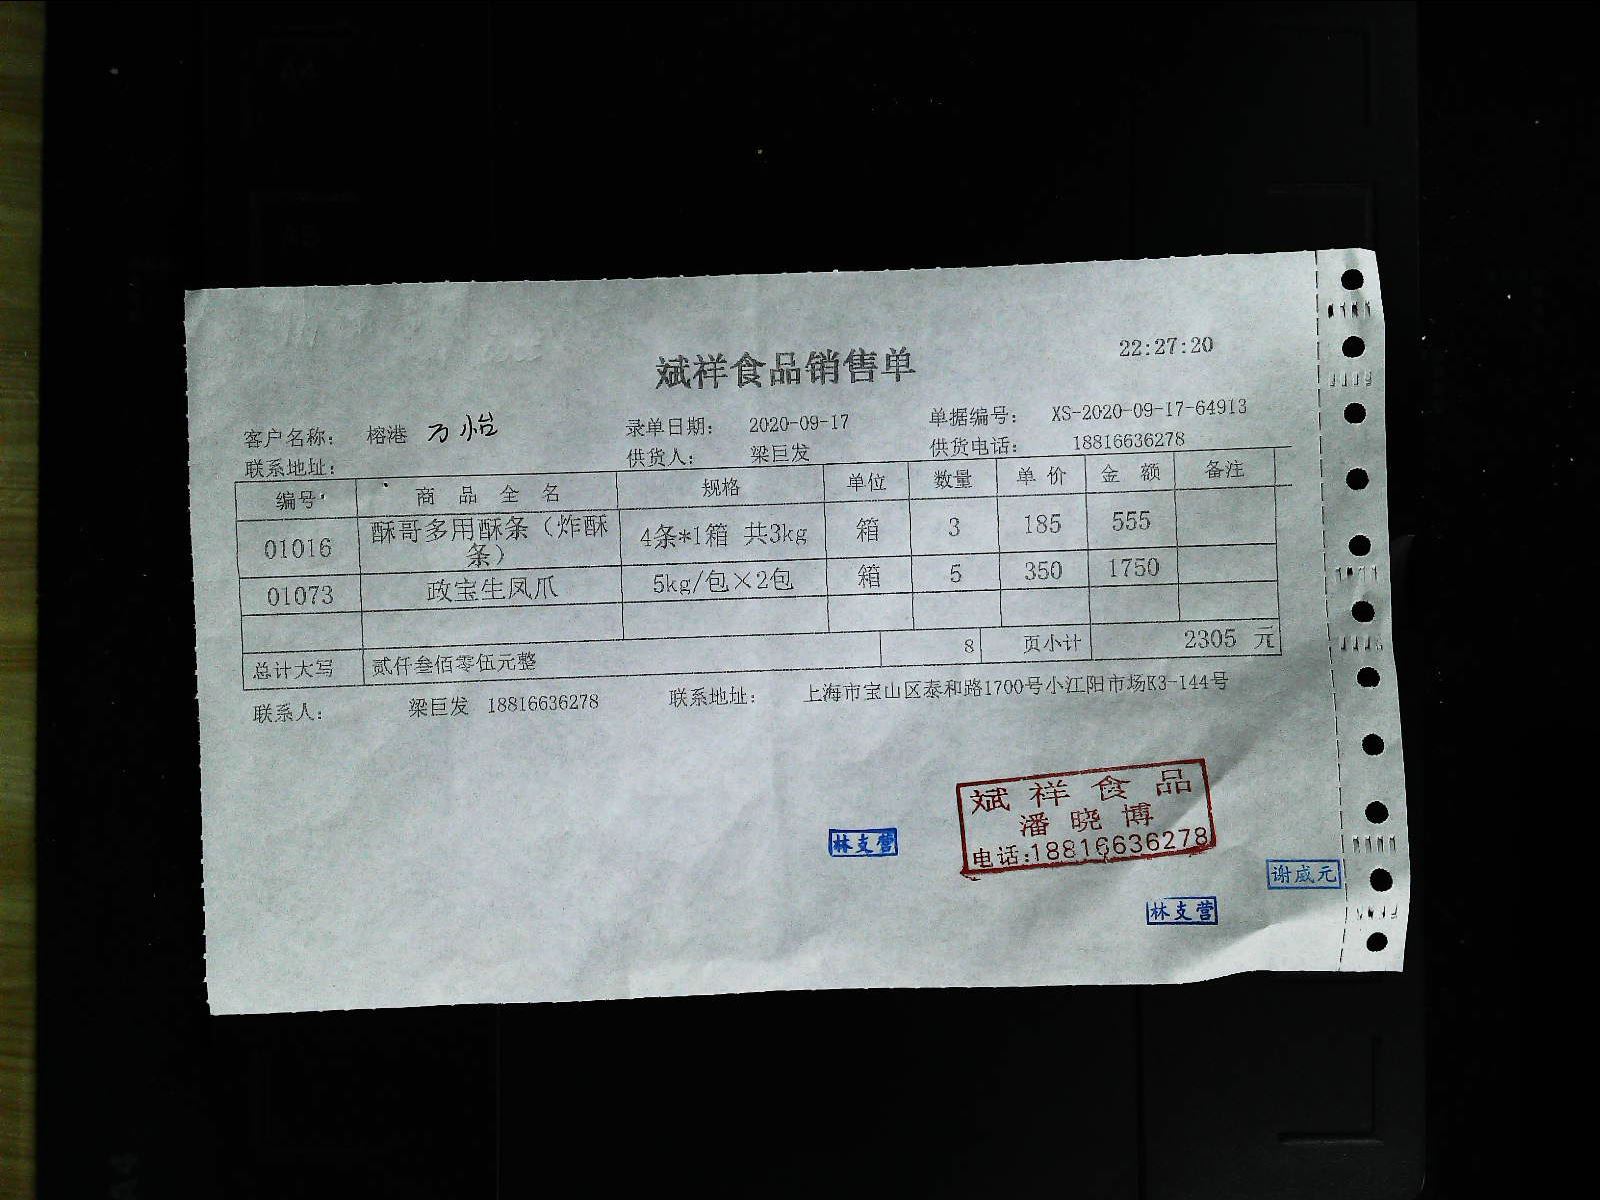 22:27:20
斌祥食品销售单
客户名称： 榕港 万怡 录单日期： 2020-09-17 单据编号： XS-2020-09-17-64913
联系地址： 供货人： 梁巨发 供货电话： 18816636278
编号 商 品 全 名 规格 单位 数量 单 价 金 额 备注
01016 酥哥多用酥条（炸酥条） 4条*1箱 共3kg 箱 3 185 555
01073 政宝生凤爪 5kg/包×2包 箱 5 350 1750
总计大写 贰仟叁佰零伍元整 8 页小计 2305 元
联系人： 梁巨发 18816636278 联系地址： 上海市宝山区泰和路1700号小江阳市场K3-144号
斌祥食品
潘晓博
电话:18816636278
林支营
谢威元
林支营